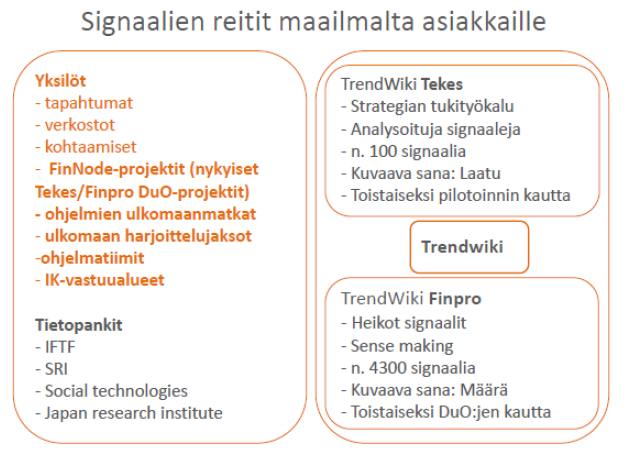 Signaalien reitit maailmalta asiakkaille
Yksilöt
- tapahtumat
- verkostot
- kohtaamiset
- FinNode-projektit (nykyiset
Tekes/Finpro DuO-projektit)
- ohjelmien ulkomaanmatkat
- ulkomaan harjoittelujaksot
-ohjelmatiimit
- IK-vastuualueet
Tietopankit
- IFTF
- SRI
- Social technologies
- Japan research institute
TrendWiki Tekes
- Strategian tukityökalu
- Analysoituja signaaleja
- n. 100 signaalia
- Kuvaava sana: Laatu
- Toistaiseksi pilotoinnin kautta
Trendwiki
TrendWiki Finpro
- Heikot signaalit
- Sense making
- n. 4300 signaalia
- Kuvaava sana: Määrä
- Toistaiseksi DuO:jen kautta